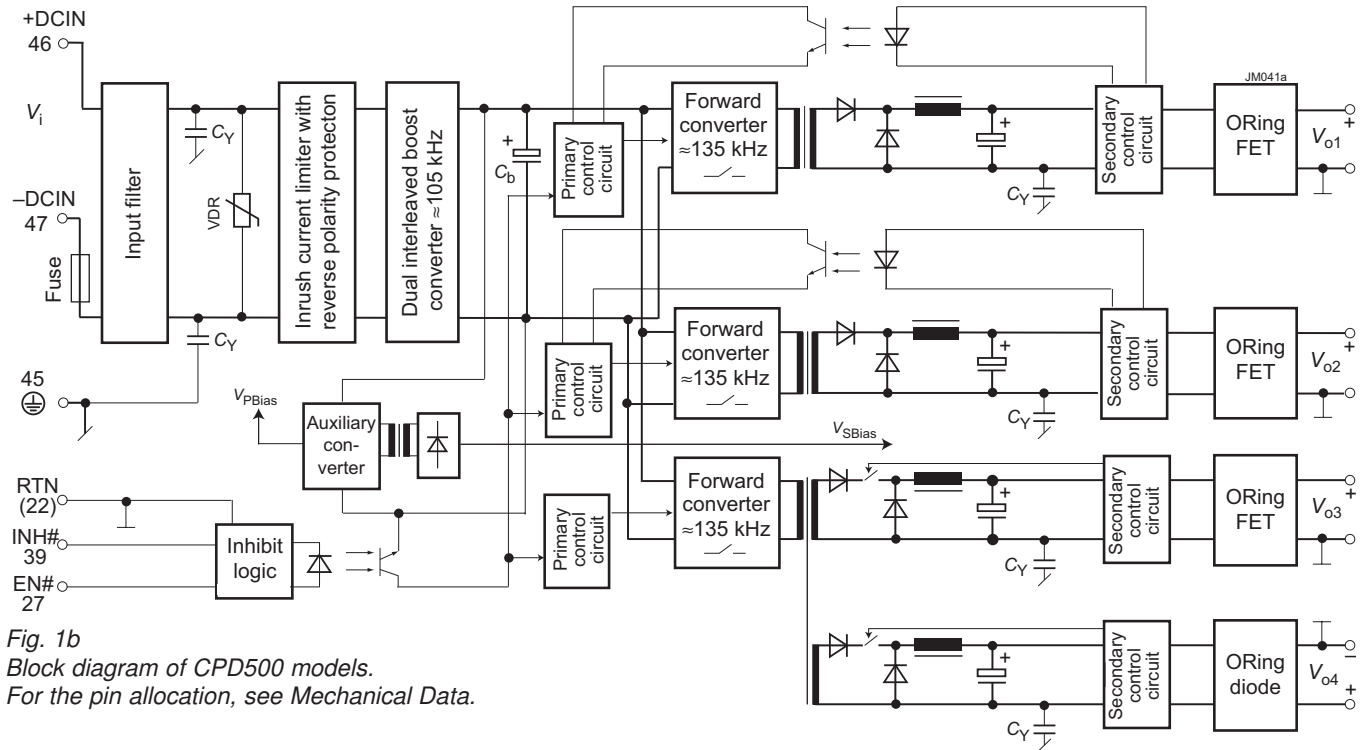 +DCIN
46
Vi
–DCIN
47
Fuse
45
Input filter
CY
VDR
CY
Inrush current limiter with
reverse polarity protecton
Dual interleaved boost
converter ≈105 kHz
+
Cb
VPBias
Auxiliary
con-
verter
VSBias
RTN
(22)
INH#
39
EN#
27
Inhibit
logic
Primary
control
circuit
Forward
converter
≈135 kHz
+
CY
Secondary
control
circuit
JM041a
ORing
FET
+
Vo1
–
Primary
control
circuit
Forward
converter
≈135 kHz
+
CY
Secondary
control
circuit
ORing
FET
+
Vo2
–
Primary
control
circuit
Forward
converter
≈135 kHz
+
CY
Secondary
control
circuit
ORing
FET
+
Vo3
–
+
CY
Secondary
control
circuit
ORing
diode
–
Vo4
+
Fig. 1b
Block diagram of CPD500 models.
For the pin allocation, see Mechanical Data.